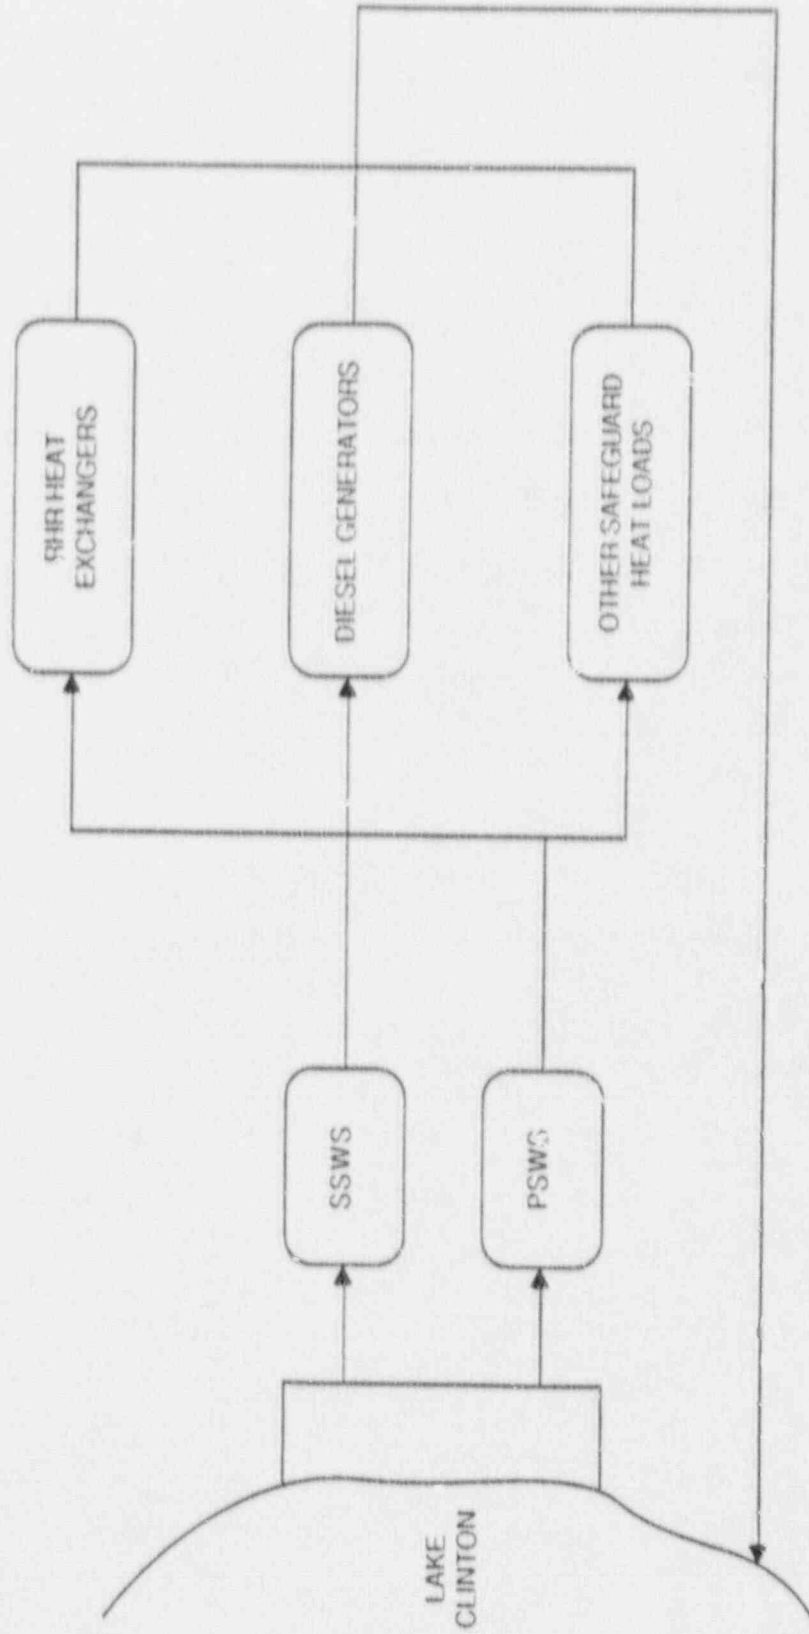 LAKE
CLINTON
SSWS
PSWS
RHR HEAT
EXCHANGERS
DIESEL GENERATORS
OTHER SAFEGUARD
HEAT LOADS